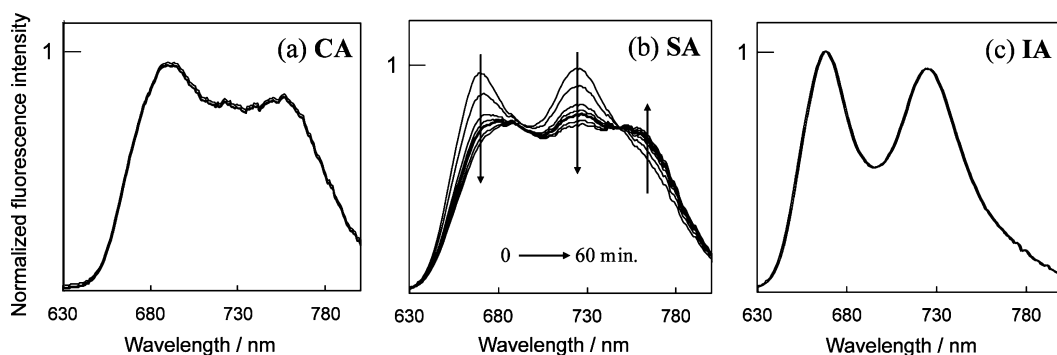 Normalized fluorescence intensity
1
(a) CA
630 680 730 780
Wavelength / nm
1
(b) SA
0 60 min.
630 680 730 780
Wavelength / nm
1
(c) IA
630 680 730 780
Wavelength / nm